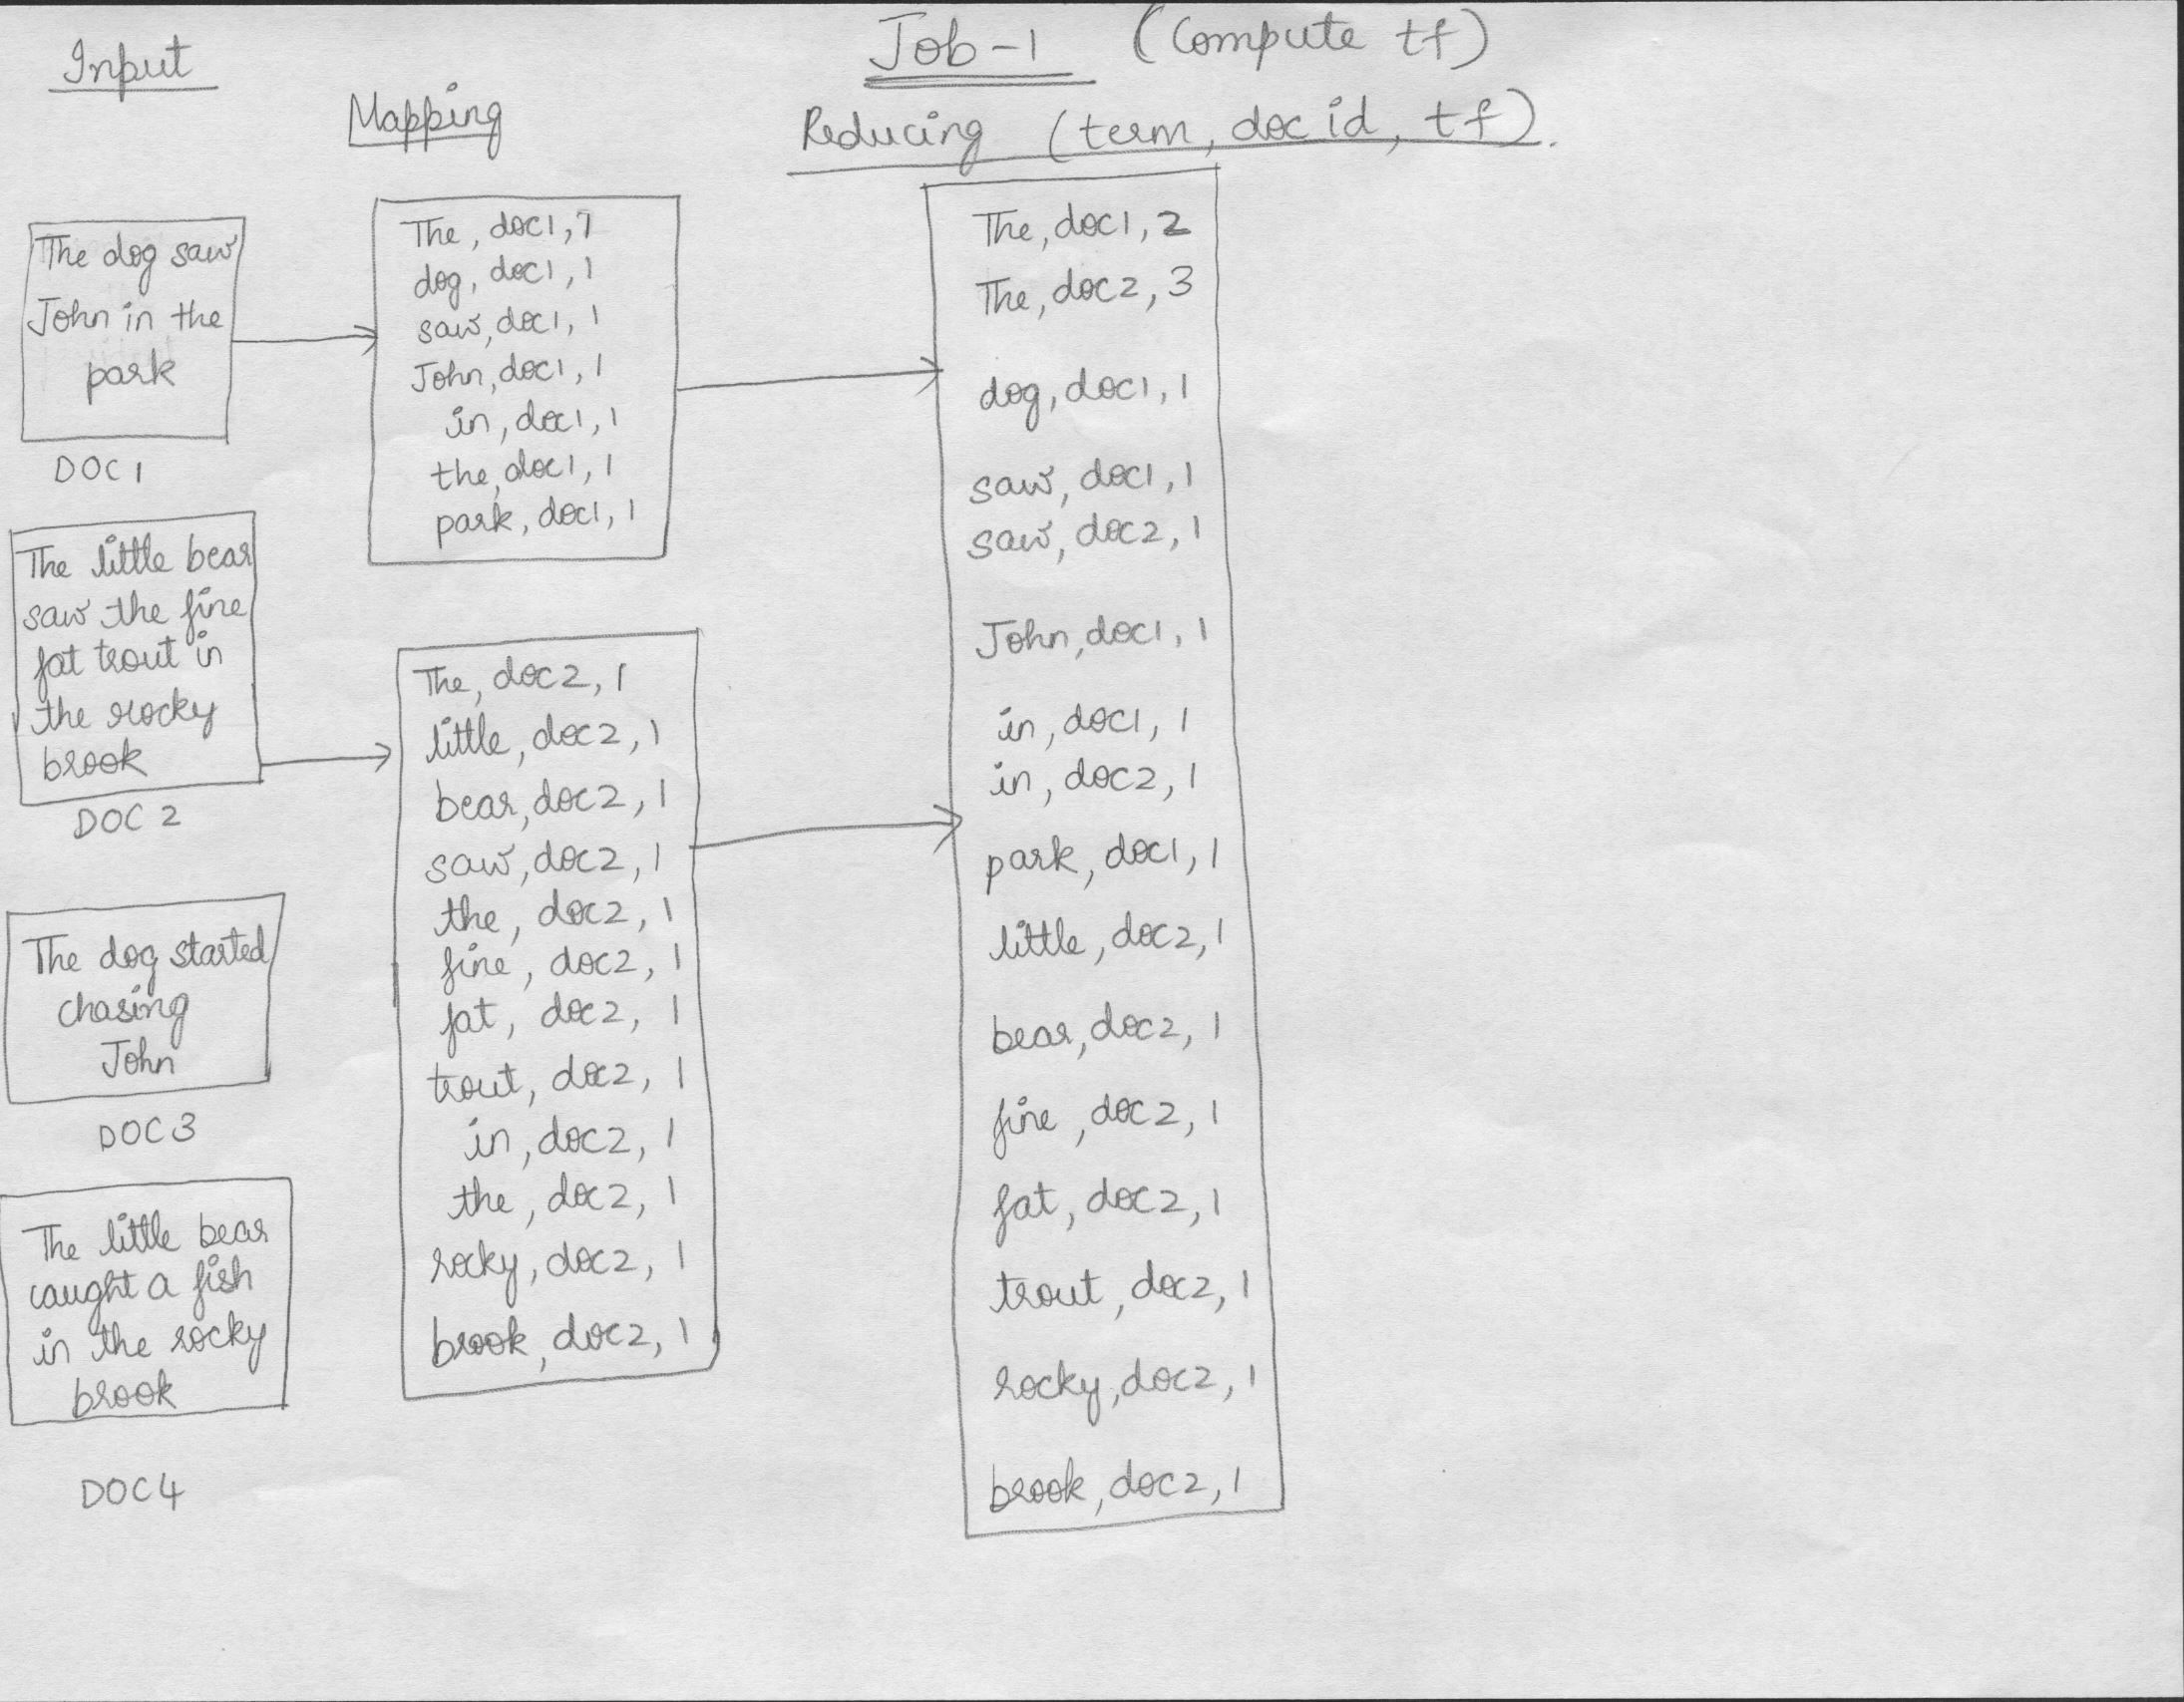 Input
Mapping
Job-1 (Compute tf)
Reducing (term, doc id, tf).
The dog saw
John in the
park
DOC1
The little bear
saw the fine
fat trout in
the rocky
brook
DOC 2
The dog started
chasing
John
DOC3
The little bear
caught a fish
in the rocky
brook
DOC4
The, doc1, 1
dog, doc1, 1
saw, doc1, 1
John, doc1, 1
in, doc1, 1
the, doc1, 1
park, doc1, 1
The, doc2, 1
little, doc2, 1
bear, doc2, 1
saw, doc2, 1
the, doc2, 1
fine, doc2, 1
fat, doc2, 1
trout, doc2, 1
in, doc2, 1
the, doc2, 1
rocky, doc2, 1
brook, doc2, 1
The, doc1, 2
The, doc2, 3
dog, doc1, 1
saw, doc1, 1
saw, doc2, 1
John, doc1, 1
in, doc1, 1
in, doc2, 1
park, doc1, 1
little, doc2, 1
bear, doc2, 1
fine, doc2, 1
fat, doc2, 1
trout, doc2, 1
rocky, doc2, 1
brook, doc2, 1